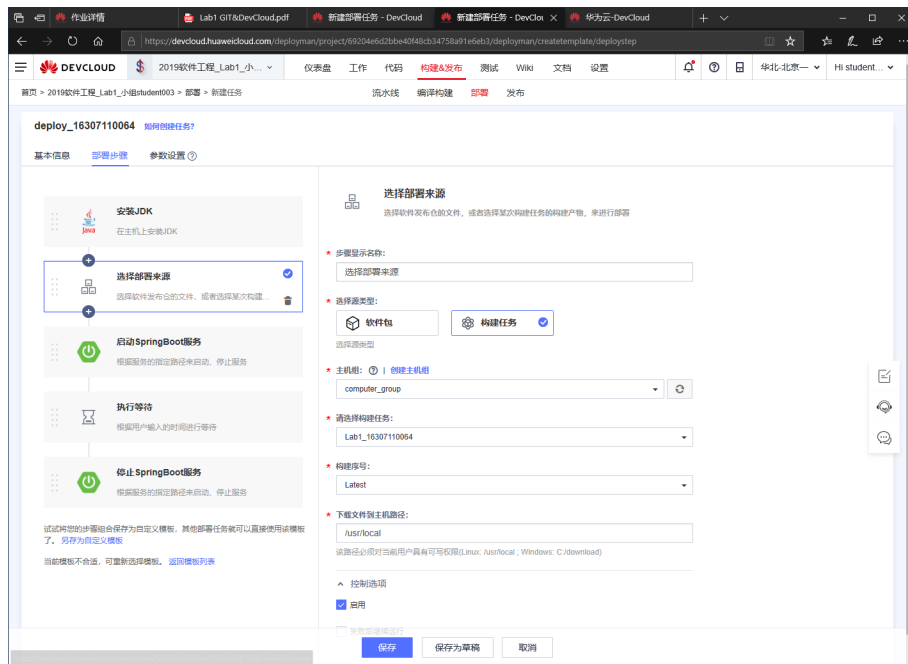 作业详情
Lab1 GIT&DevCloud.pdf
新建部署任务 - DevCloud
新建部署任务 - DevClou
华为云-DevCloud
https://devcloud.huaweicloud.com/deployman/project/69204e6d2bbe40f48cb34758a91e6eb3/deployman/createtemplate/deploystep
DEVCLOUD 2019软件工程_Lab1_小... 仪表盘 工作 代码 构建&发布 测试 Wiki 文档 设置 华北-北京一 Hi student...
首页 > 2019软件工程_Lab1_小组student003 > 部署 > 新建任务 流水线 编译构建 部署 发布
deploy_16307110064 如何创建任务?
基本信息 部署步骤 参数设置
安装JDK
在主机上安装JDK
Java
选择部署来源
选择软件发布仓的文件，或者选择某次构建...
启动SpringBoot服务
根据服务的指定路径来启动、停止服务
执行等待
根据用户输入的时间进行等待
停止SpringBoot服务
根据服务的指定路径来启动、停止服务
试试将您的步骤组合保存为自定义模板，其他部署任务就可以直接使用该模板
了。 另存为自定义模板
当前模板不合适，可重新选择模板。 返回模板列表
选择部署来源
选择软件发布仓的文件，或者选择某次构建任务的构建产物，来进行部署
* 步骤显示名称:
选择部署来源
* 选择源类型:
软件包 构建任务
选择源类型
* 主机组: | 创建主机组
computer_group
* 请选择构建任务:
Lab1_16307110064
* 构建序号:
Latest
* 下载文件到主机路径:
/usr/local
该路径必须对当前用户具有可写权限(Linux: /usr/local ; Windows: C:/download)
控制选项
启用
保存 保存为草稿 取消